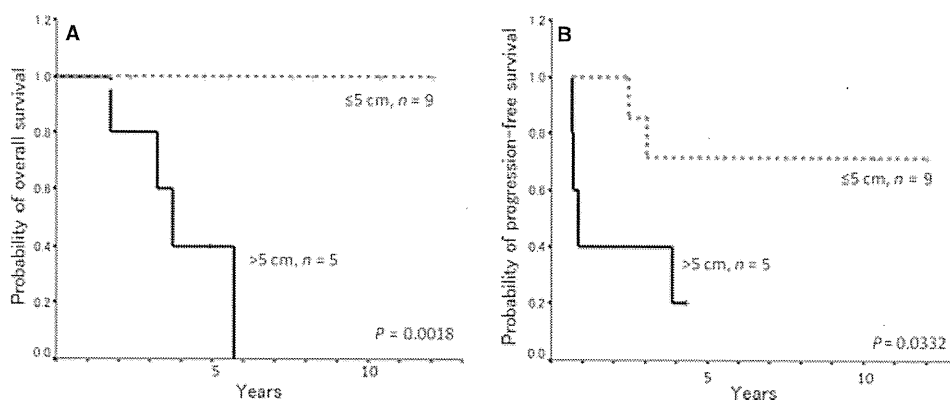 A
Probability of overall survival
1.2
1.0
0.8
0.6
0.4
0.2
0.0
≤5 cm, n = 9
>5 cm, n = 5
P = 0.0018
5
10
Years
B
Probability of progression-free survival
1.2
1.0
0.8
0.6
0.4
0.2
0.0
≤5 cm, n = 9
>5 cm, n = 5
P = 0.0332
5
10
Years